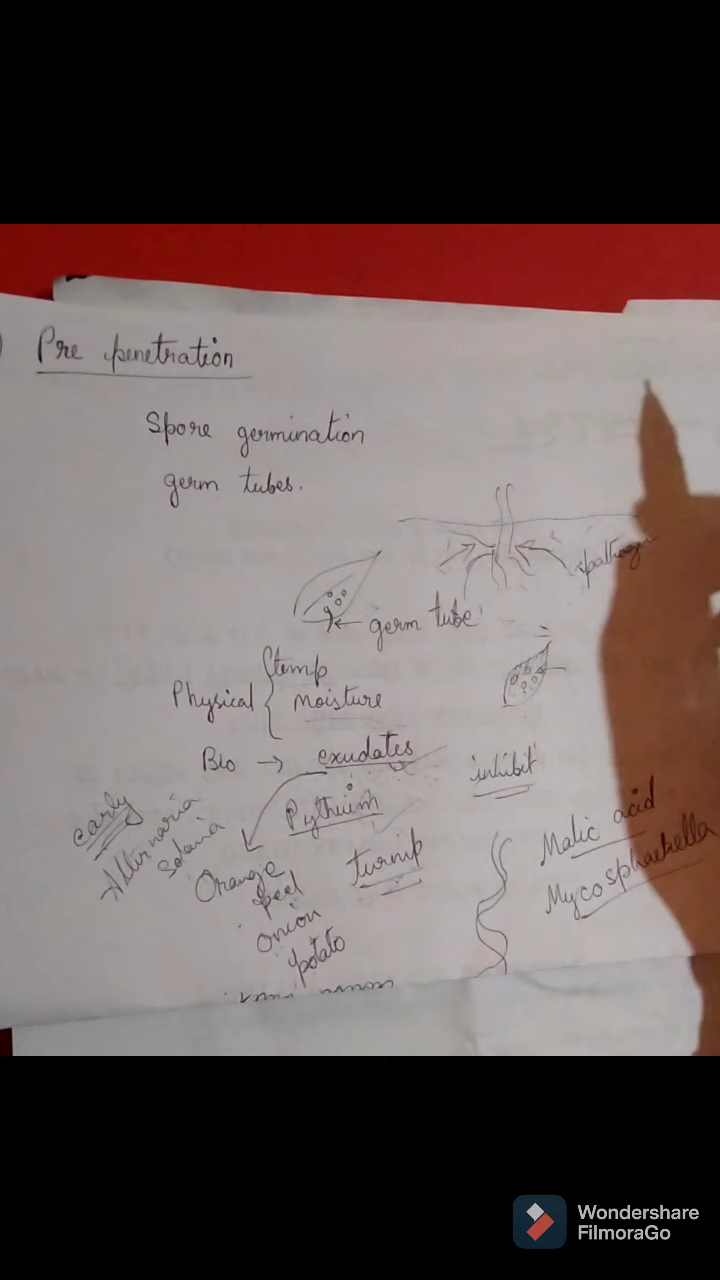 Pre penetration
Spore germination
germ tubes.
pathogen
germ tube
Physical { temp
moisture
Bio → exudates
inhibit
Pythium
early
Alternaria
Solania
Orange
peel
onion
potato
turnip
Malic acid
Mycosphaerella
Wondershare
FilmoraGo